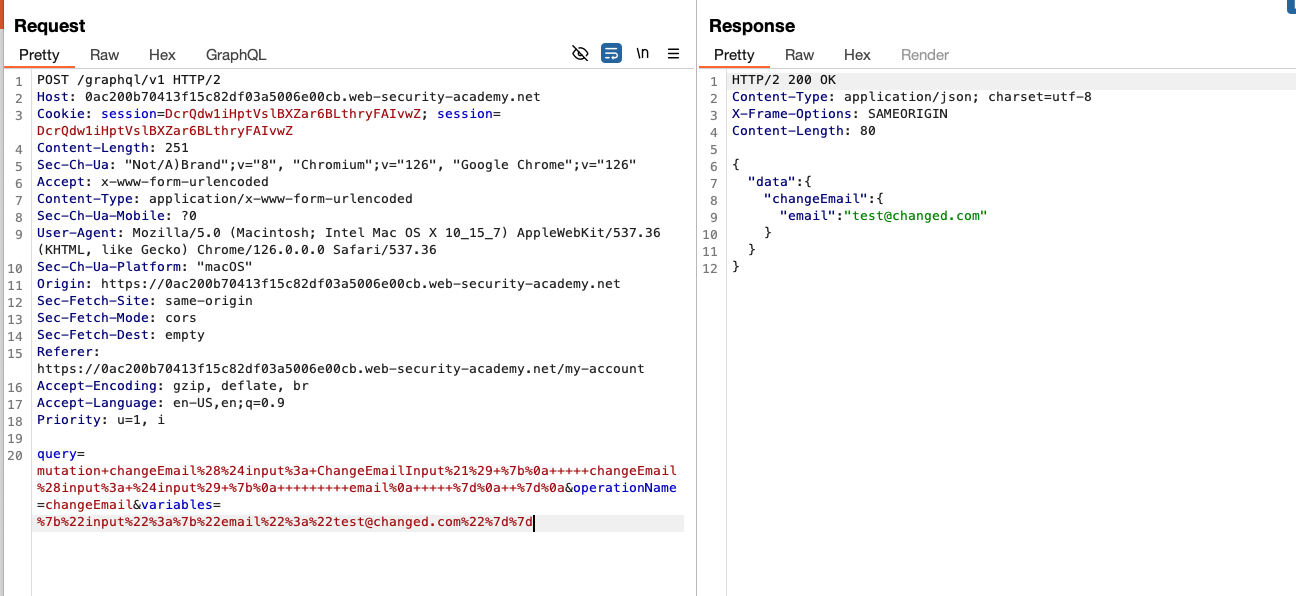 Request
Pretty Raw Hex GraphQL \n
1 POST /graphql/v1 HTTP/2
2 Host: 0ac200b70413f15c82df03a5006e00cb.web-security-academy.net
3 Cookie: session=DcrQdw1iHptVslBXZar6BLthryFAIvwZ; session=
DcrQdw1iHptVslBXZar6BLthryFAIvwZ
4 Content-Length: 251
5 Sec-Ch-Ua: "Not/A)Brand";v="8", "Chromium";v="126", "Google Chrome";v="126"
6 Accept: x-www-form-urlencoded
7 Content-Type: application/x-www-form-urlencoded
8 Sec-Ch-Ua-Mobile: ?0
9 User-Agent: Mozilla/5.0 (Macintosh; Intel Mac OS X 10_15_7) AppleWebKit/537.36
(KHTML, like Gecko) Chrome/126.0.0.0 Safari/537.36
10 Sec-Ch-Ua-Platform: "macOS"
11 Origin: https://0ac200b70413f15c82df03a5006e00cb.web-security-academy.net
12 Sec-Fetch-Site: same-origin
13 Sec-Fetch-Mode: cors
14 Sec-Fetch-Dest: empty
15 Referer:
https://0ac200b70413f15c82df03a5006e00cb.web-security-academy.net/my-account
16 Accept-Encoding: gzip, deflate, br
17 Accept-Language: en-US,en;q=0.9
18 Priority: u=1, i
19
20 query=
mutation+changeEmail%28%24input%3a+ChangeEmailInput%21%29+%7b%0a+++++changeEmail
%28input%3a+%24input%29+%7b%0a+++++++++email%0a+++++%7d%0a++%7d%0a&operationName
=changeEmail&variables=
%7b%22input%22%3a%7b%22email%22%3a%22test@changed.com%22%7d%7d
Response
Pretty Raw Hex Render
1 HTTP/2 200 OK
2 Content-Type: application/json; charset=utf-8
3 X-Frame-Options: SAMEORIGIN
4 Content-Length: 80
5
6 {
7 "data":{
8 "changeEmail":{
9 "email":"test@changed.com"
10 }
11 }
12 }